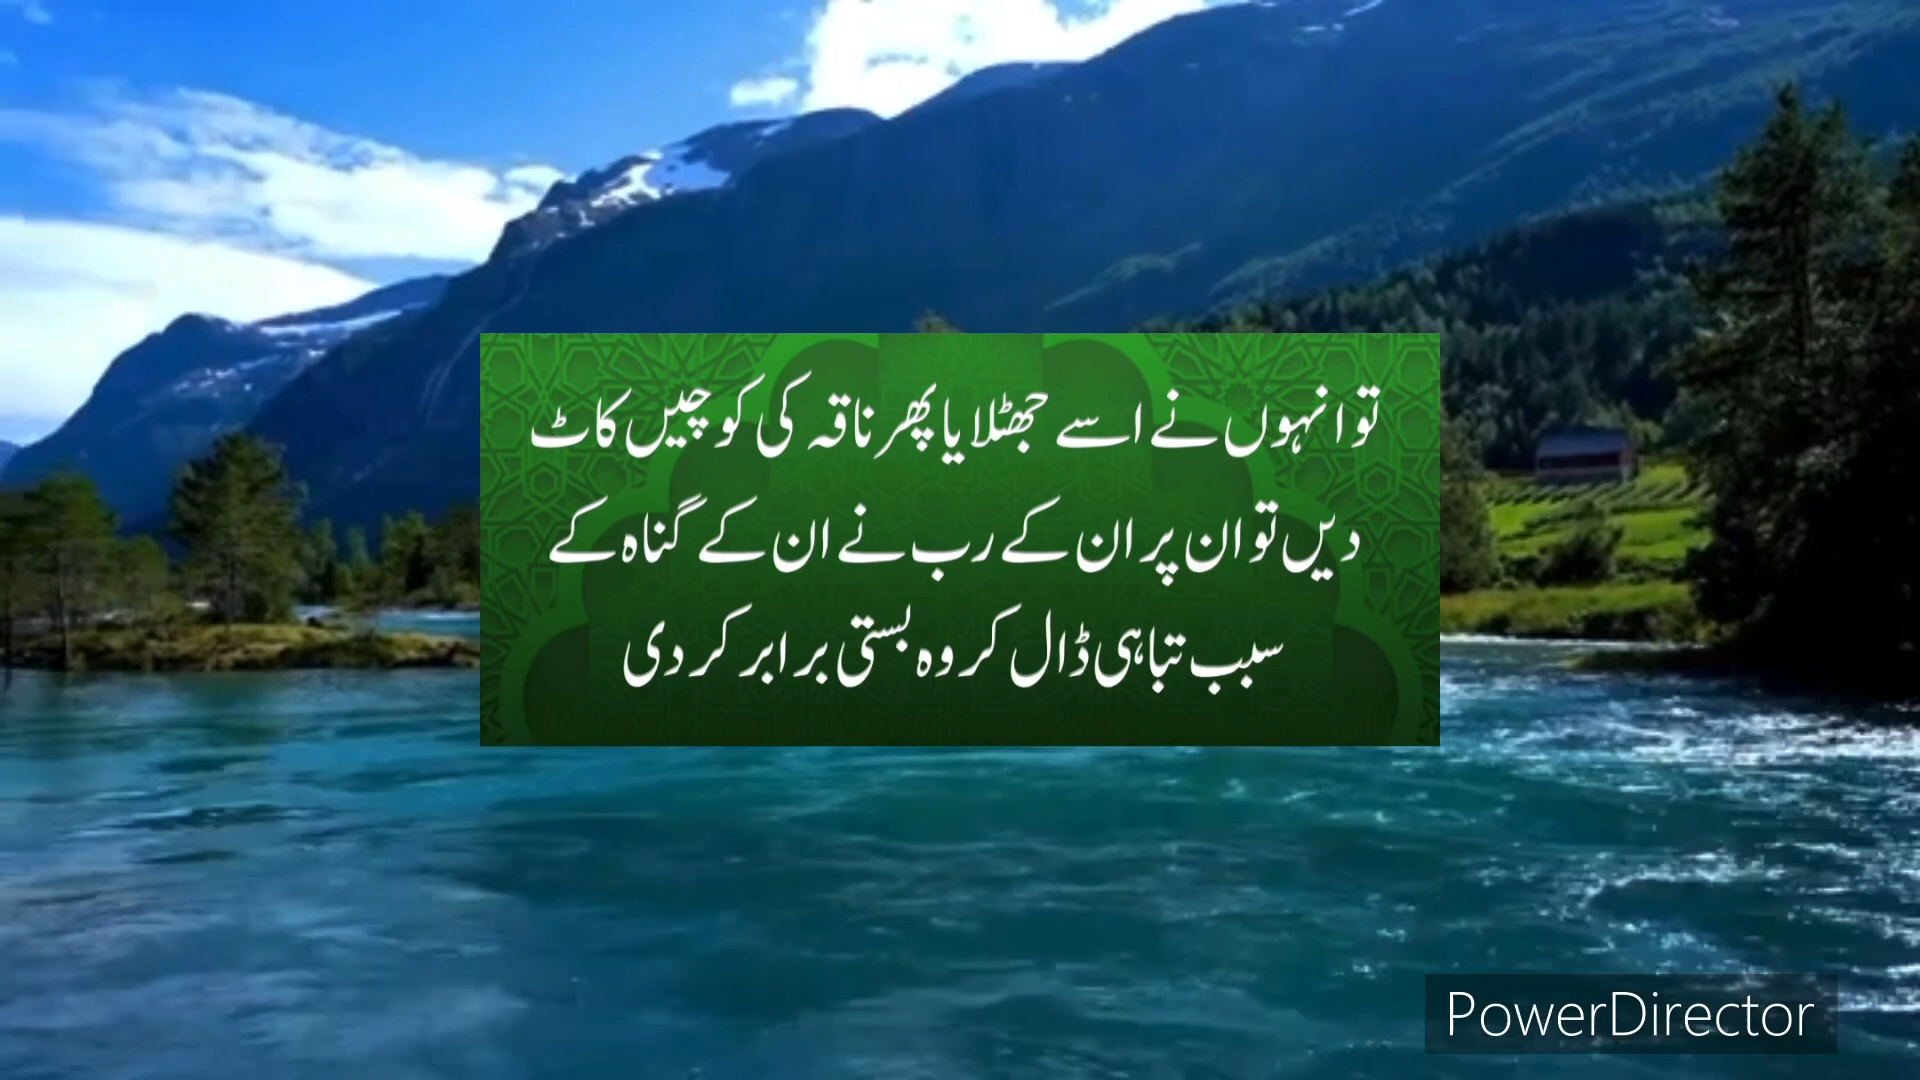 تو انہوں نے اسے جھٹلایا پھر ناقہ کی کوچیں کاٹ
دیں تو ان پر ان کے رب نے ان کے گناہ کے
سبب تباہی ڈال کر وہ بستی برابر کر دی
PowerDirector